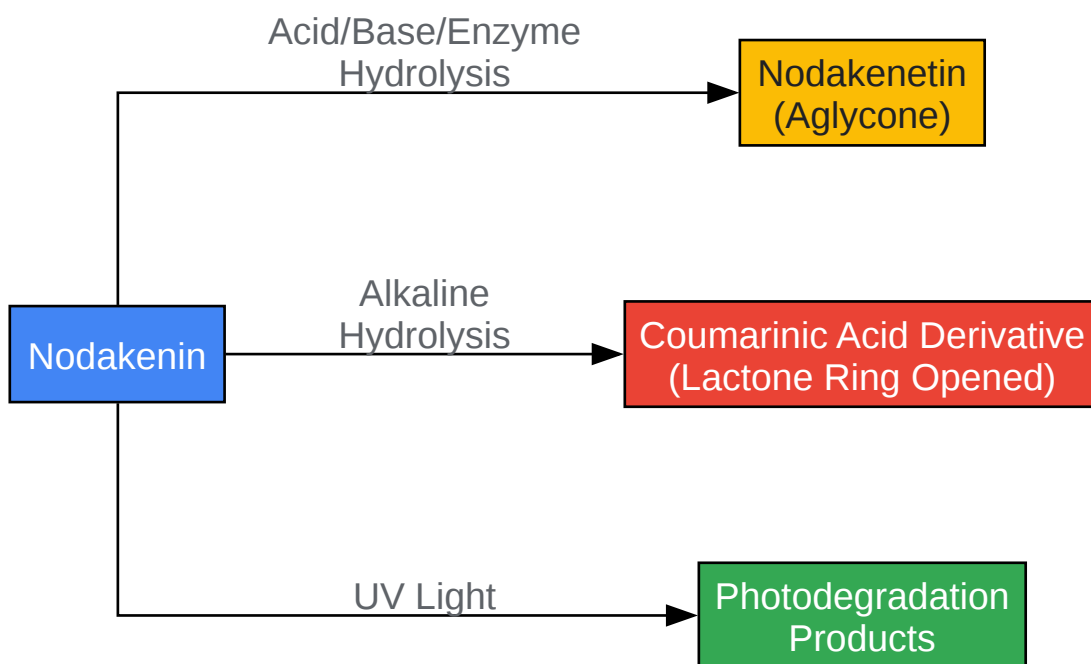 Acid/Base/Enzyme
Hydrolysis
Nodakenetin
(Aglycone)
Nodakenin
Alkaline
Hydrolysis
Coumarinic Acid Derivative
(Lactone Ring Opened)
UV Light
Photodegradation
Products